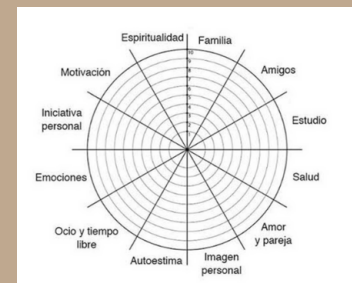 Espiritualidad
Familia
Amigos
Estudio
Salud
Amor
y pareja
Imagen
personal
Autoestima
Ocio y tiempo
libre
Emociones
Iniciativa
personal
Motivación